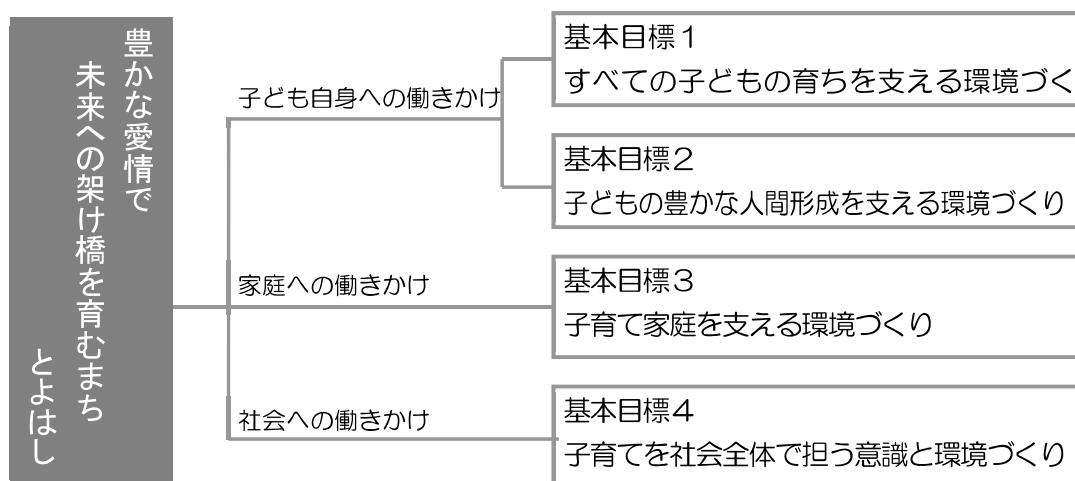 豊かな愛情で
未来への架け橋を育むまち
とよはし
子ども自身への働きかけ
基本目標１
すべての子どもの育ちを支える環境づく
基本目標２
子どもの豊かな人間形成を支える環境づくり
家庭への働きかけ
基本目標３
子育て家庭を支える環境づくり
社会への働きかけ
基本目標４
子育てを社会全体で担う意識と環境づくり